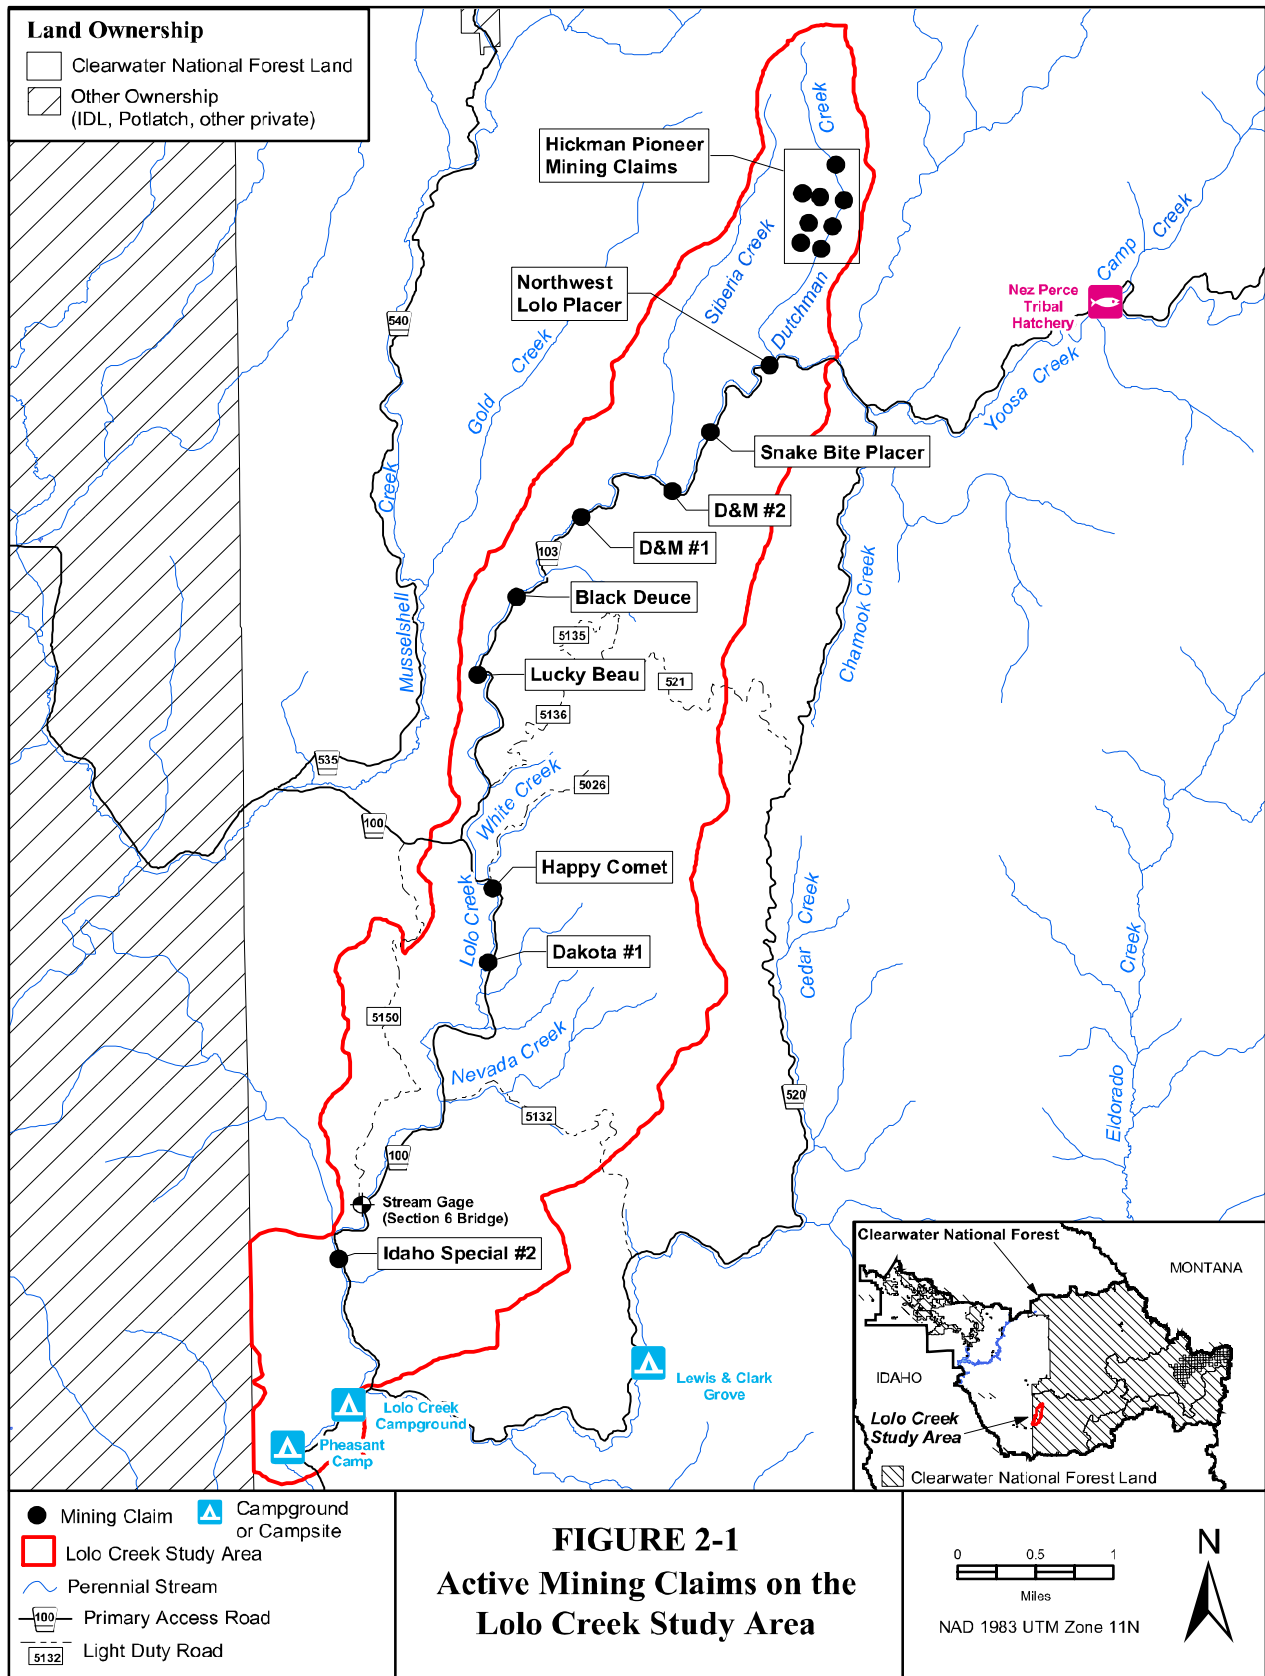 Land Ownership
Clearwater National Forest Land
Other Ownership
(IDL, Potlatch, other private)
Creek
Hickman Pioneer
Mining Claims
Siberia Creek
Dutchman
Northwest
Lolo Placer
Camp Creek
Nez Perce
Tribal
Hatchery
Yoosa Creek
540
Gold Creek
Snake Bite Placer
Creek
D&M #2
D&M #1
103
Black Deuce
Musselshell
Chamook Creek
5135
Lucky Beau
521
5136
535
White Creek
5026
100
Happy Comet
Lolo Creek
Cedar Creek
Dakota #1
Creek
5150
Nevada Creek
Eldorado
520
5132
100
Stream Gage
(Section 6 Bridge)
Idaho Special #2
Lewis & Clark
Grove
Lolo Creek
Campground
Pheasant
Camp
Clearwater National Forest
MONTANA
IDAHO
Lolo Creek
Study Area
Clearwater National Forest Land
Mining Claim
Campground
or Campsite
Lolo Creek Study Area
Perennial Stream
100
Primary Access Road
5132
Light Duty Road
FIGURE 2-1
Active Mining Claims on the
Lolo Creek Study Area
0 0.5 1
Miles
NAD 1983 UTM Zone 11N
N